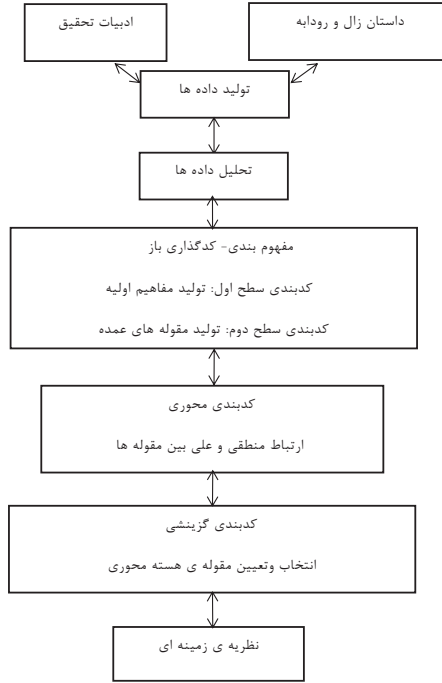 داستان زال و رودابه
ادبیات تحقیق
تولید داده ها
تحلیل داده ها
مفهوم بندی- کدگذاری باز
کدبندی سطح اول: تولید مفاهیم اولیه
کدبندی سطح دوم: تولید مقوله های عمده
کدبندی محوری
ارتباط منطقی و علی بین مقوله ها
کدبندی گزینشی
انتخاب وتعیین مقوله ی هسته محوری
نظریه ی زمینه ای